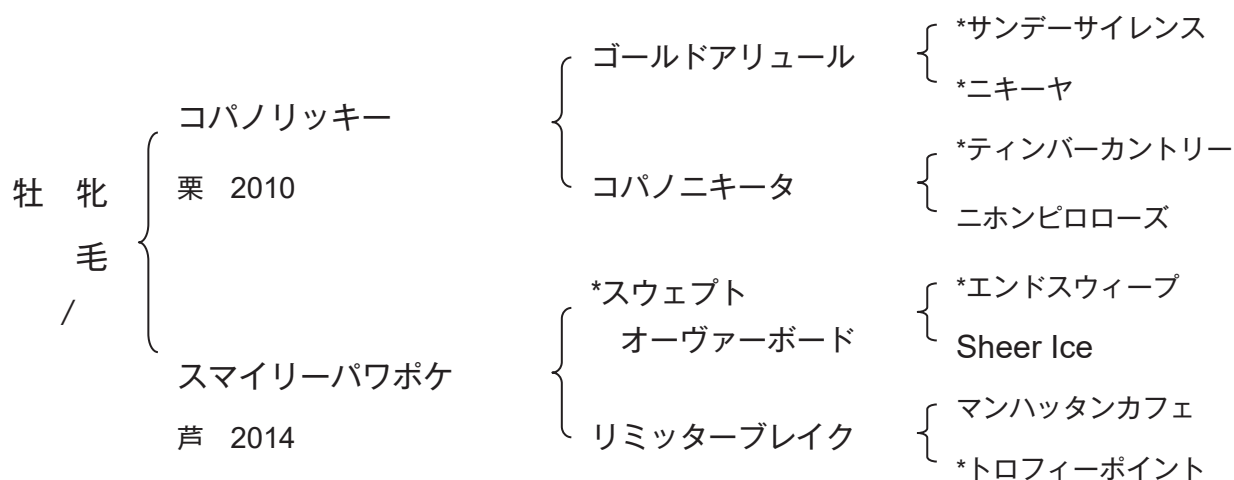 牡 牝
毛
/
コパノリッキー
栗 2010
スマイリーパワポケ
芦 2014
ゴールドアリュール
コパノニキータ
*スウェプト
オーヴァーボード
リミッターブレイク
*サンデーサイレンス
*ニキーヤ
*ティンバーカントリー
ニホンピロローズ
*エンドスウィープ
Sheer Ice
マンハッタンカフェ
*トロフィーポイント